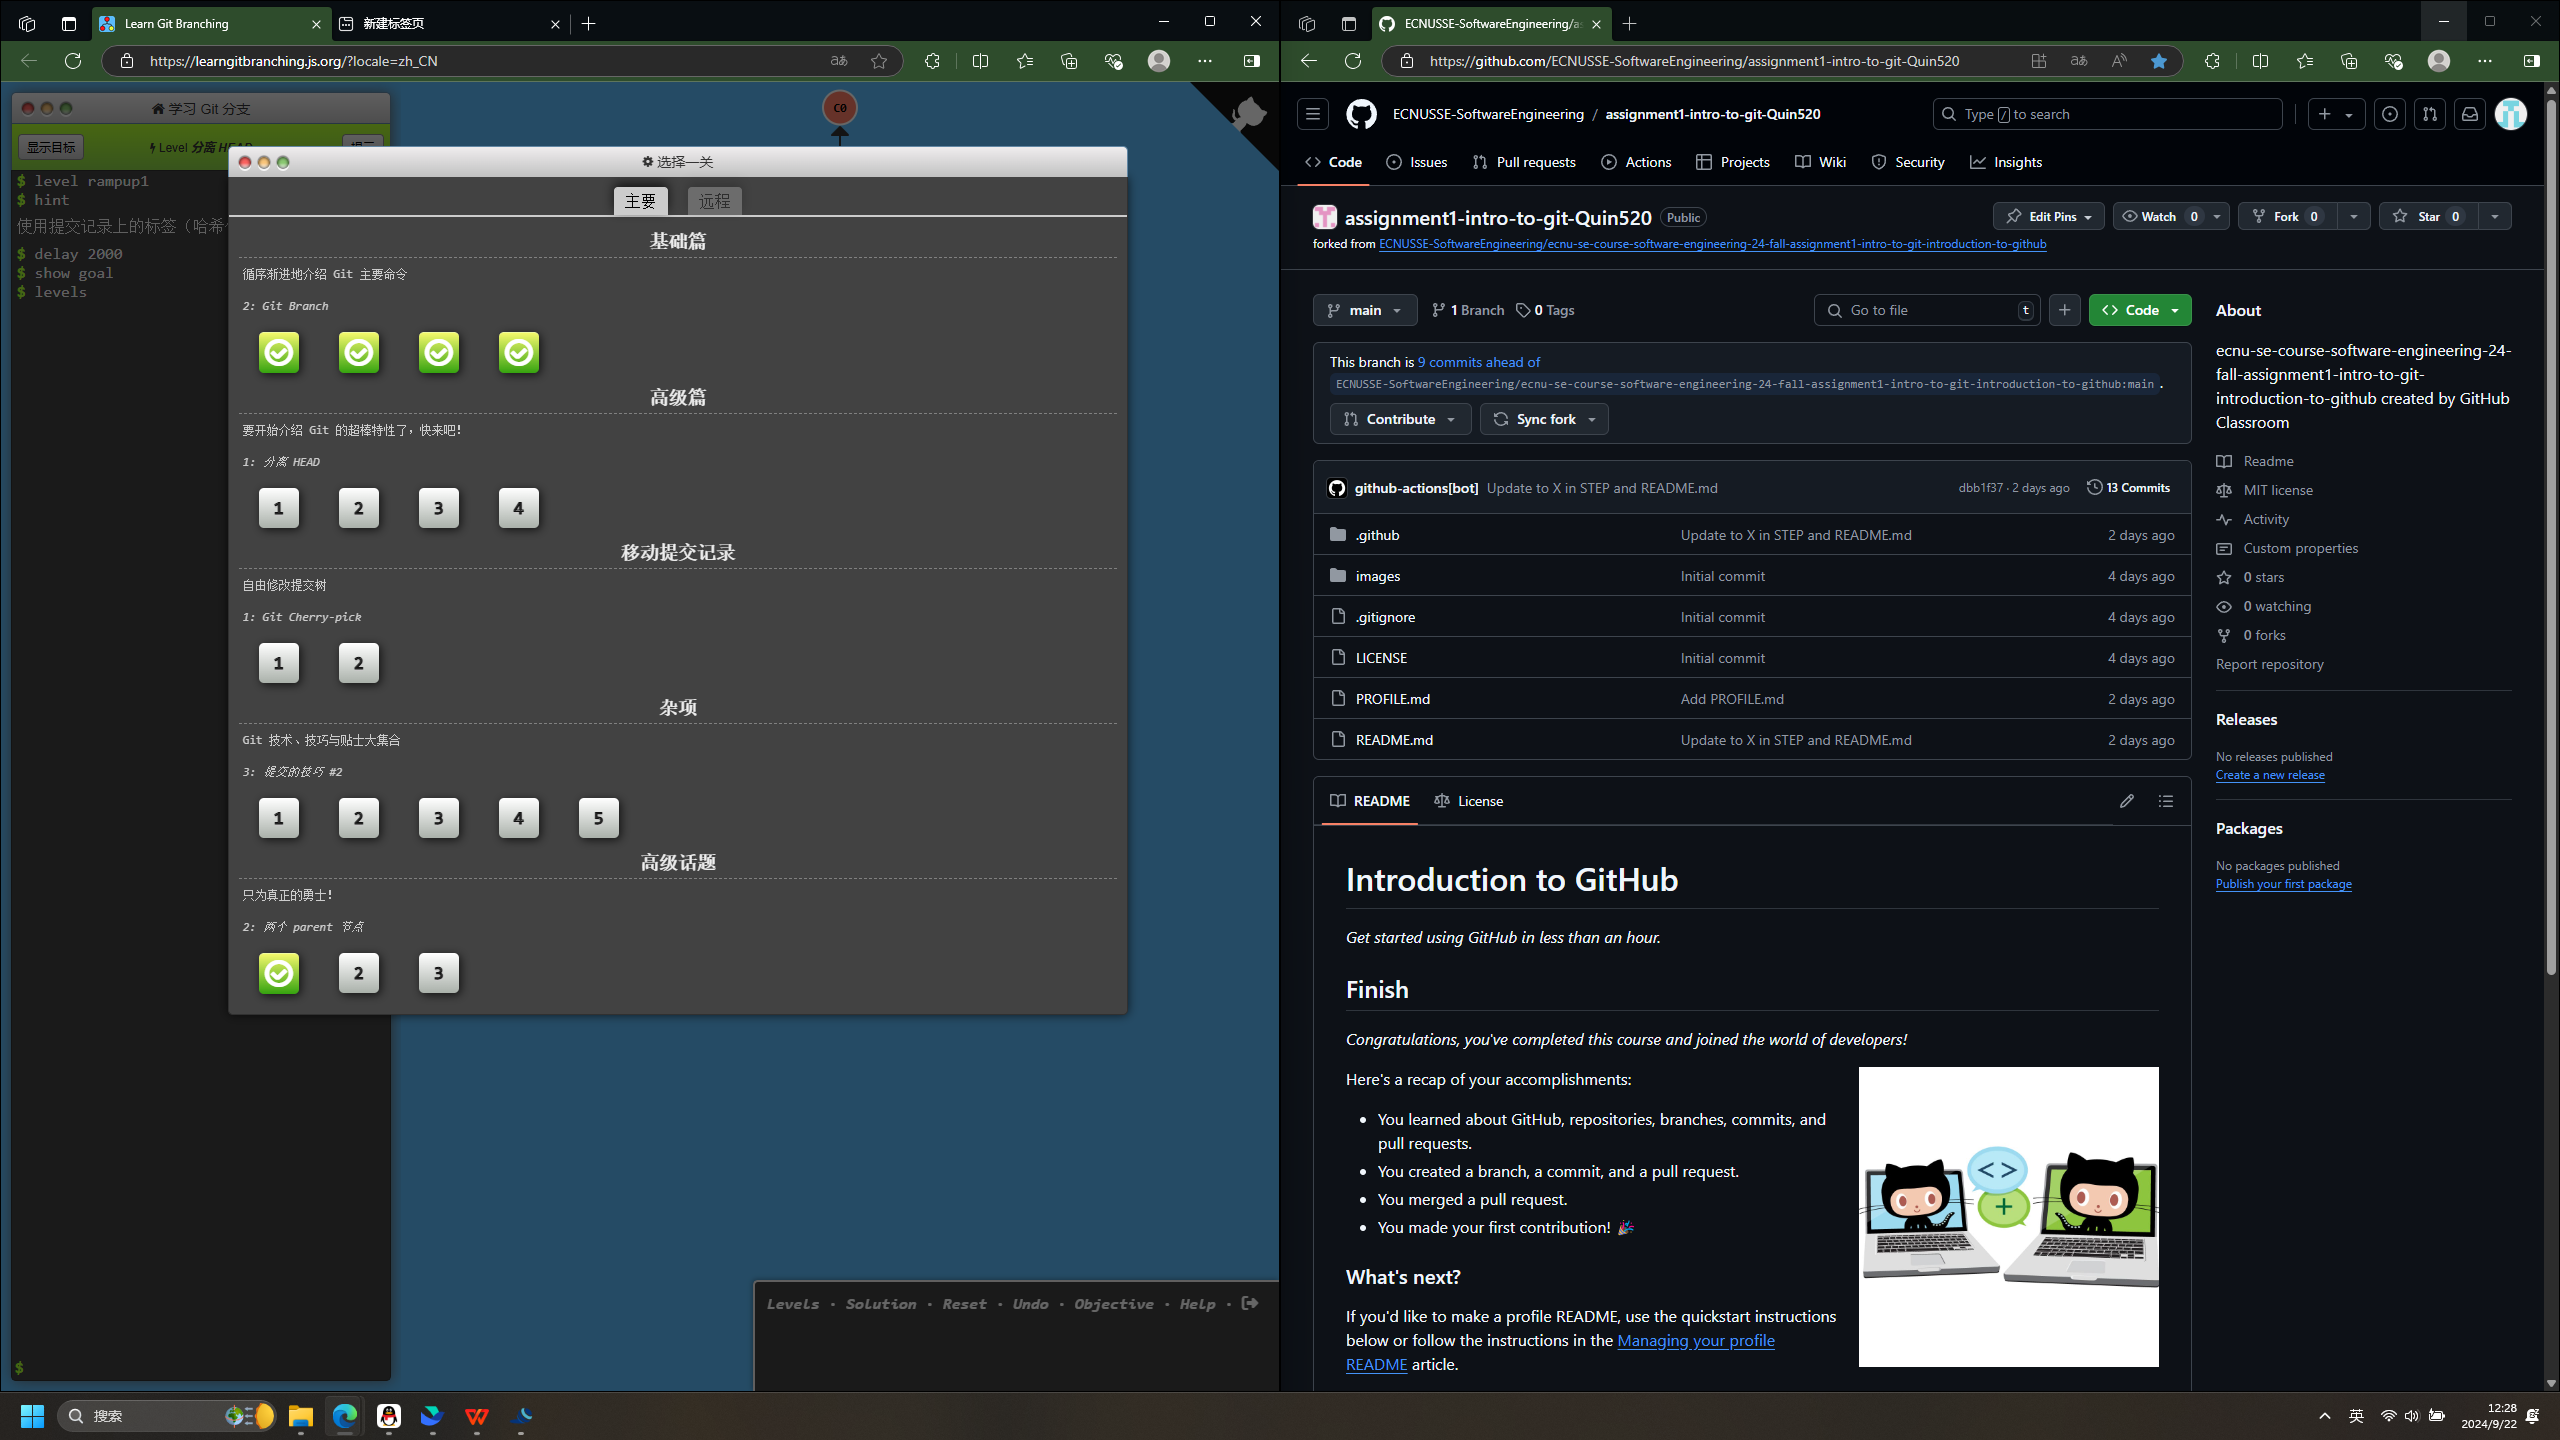 Learn Git Branching
新建标签页
https://learngitbranching.js.org/?locale=zh_CN
学习 Git 分支
显示目标
Level 分离 HEAD
$ level rampup1
$ hint
使用提交记录上的标签（哈希
$ delay 2000
$ show goal
$ levels
$
C0
选择一关
主要
远程
基础篇
循序渐进地介绍 Git 主要命令
2: Git Branch
高级篇
要开始介绍 Git 的超棒特性了，快来吧！
1: 分离 HEAD
1 2 3 4
移动提交记录
自由修改提交树
1: Git Cherry-pick
1 2
杂项
Git 技术、技巧与贴士大集合
3: 提交的技巧 #2
1 2 3 4 5
高级话题
只为真正的勇士！
2: 两个 parent 节点
2 3
Levels · Solution · Reset · Undo · Objective · Help ·
ECNUSSE-SoftwareEngineering/as
https://github.com/ECNUSSE-SoftwareEngineering/assignment1-intro-to-git-Quin520
ECNUSSE-SoftwareEngineering / assignment1-intro-to-git-Quin520
Type / to search
Code Issues Pull requests Actions Projects Wiki Security Insights
assignment1-intro-to-git-Quin520 Public
Edit Pins Watch 0 Fork 0 Star 0
forked from ECNUSSE-SoftwareEngineering/ecnu-se-course-software-engineering-24-fall-assignment1-intro-to-git-introduction-to-github
main 1 Branch 0 Tags
Go to file t
Code
This branch is 9 commits ahead of
ECNUSSE-SoftwareEngineering/ecnu-se-course-software-engineering-24-fall-assignment1-intro-to-git-introduction-to-github:main .
Contribute Sync fork
github-actions[bot] Update to X in STEP and README.md dbb1f37 · 2 days ago 13 Commits
.github Update to X in STEP and README.md 2 days ago
images Initial commit 4 days ago
.gitignore Initial commit 4 days ago
LICENSE Initial commit 4 days ago
PROFILE.md Add PROFILE.md 2 days ago
README.md Update to X in STEP and README.md 2 days ago
README License
Introduction to GitHub
Get started using GitHub in less than an hour.
Finish
Congratulations, you've completed this course and joined the world of developers!
Here's a recap of your accomplishments:
• You learned about GitHub, repositories, branches, commits, and
pull requests.
• You created a branch, a commit, and a pull request.
• You merged a pull request.
• You made your first contribution! 🎉
What's next?
If you'd like to make a profile README, use the quickstart instructions
below or follow the instructions in the Managing your profile
README article.
About
ecnu-se-course-software-engineering-24-
fall-assignment1-intro-to-git-
introduction-to-github created by GitHub
Classroom
Readme
MIT license
Activity
Custom properties
0 stars
0 watching
0 forks
Report repository
Releases
No releases published
Create a new release
Packages
No packages published
Publish your first package
搜索
英
12:28
2024/9/22